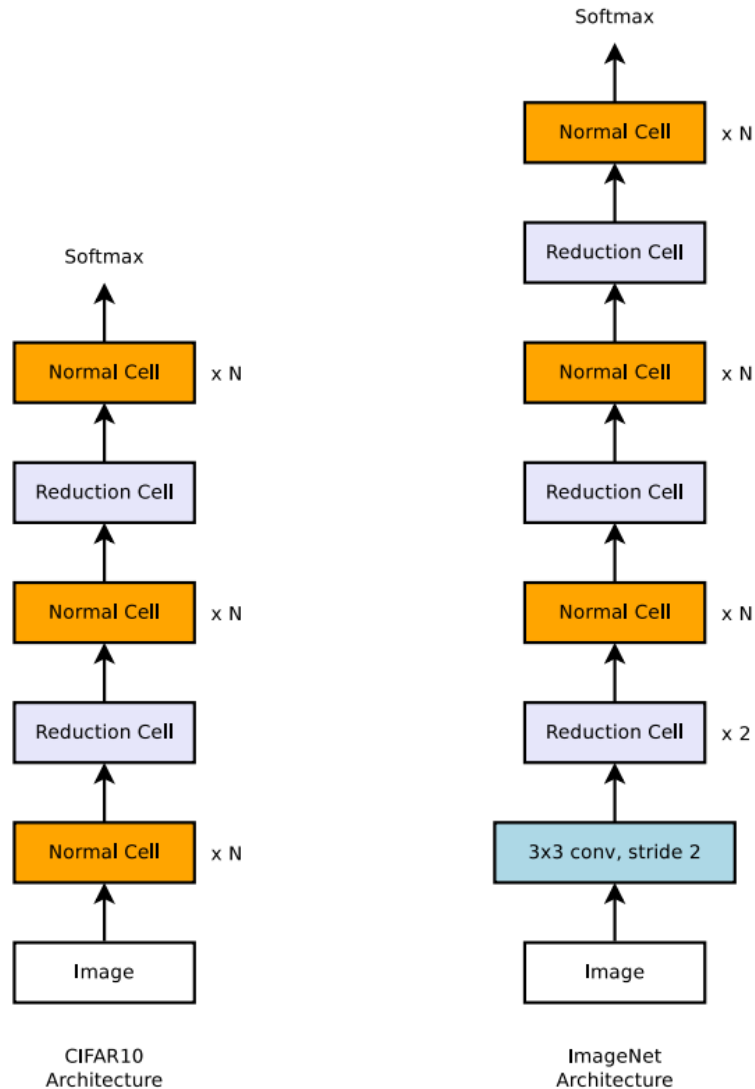 Softmax
Normal Cell x N
Reduction Cell
Normal Cell x N
Reduction Cell
Normal Cell x N
Image
CIFAR10
Architecture
Softmax
Normal Cell x N
Reduction Cell
Normal Cell x N
Reduction Cell
Normal Cell x N
Reduction Cell x 2
3x3 conv, stride 2
Image
ImageNet
Architecture